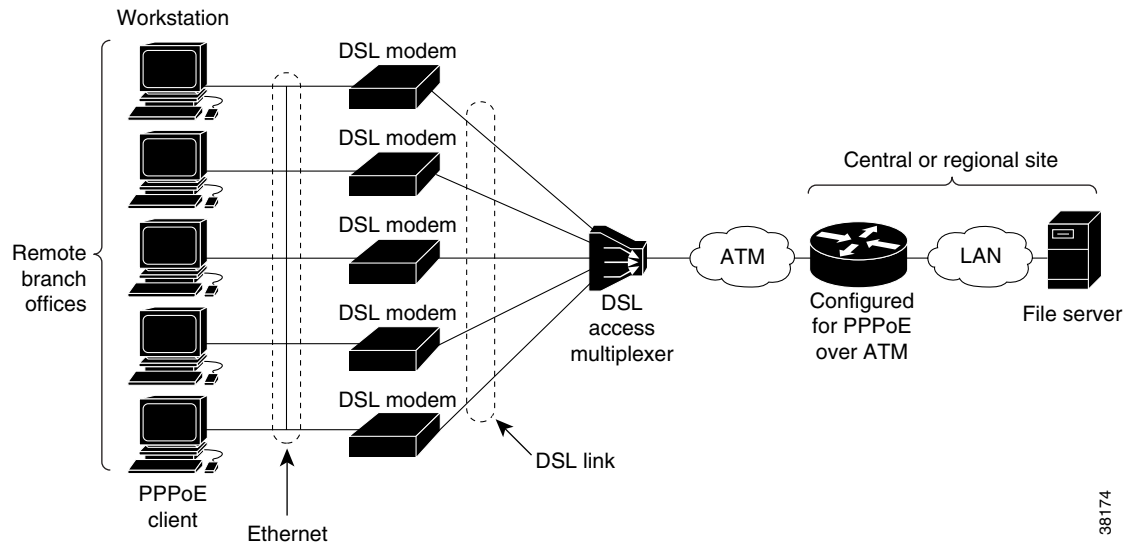 Workstation
DSL modem
DSL modem
DSL modem
DSL modem
DSL modem
Remote
branch
offices
PPPoE
client
Ethernet
DSL link
DSL
access
multiplexer
ATM
Central or regional site
Configured
for PPPoE
over ATM
LAN
File server
38174